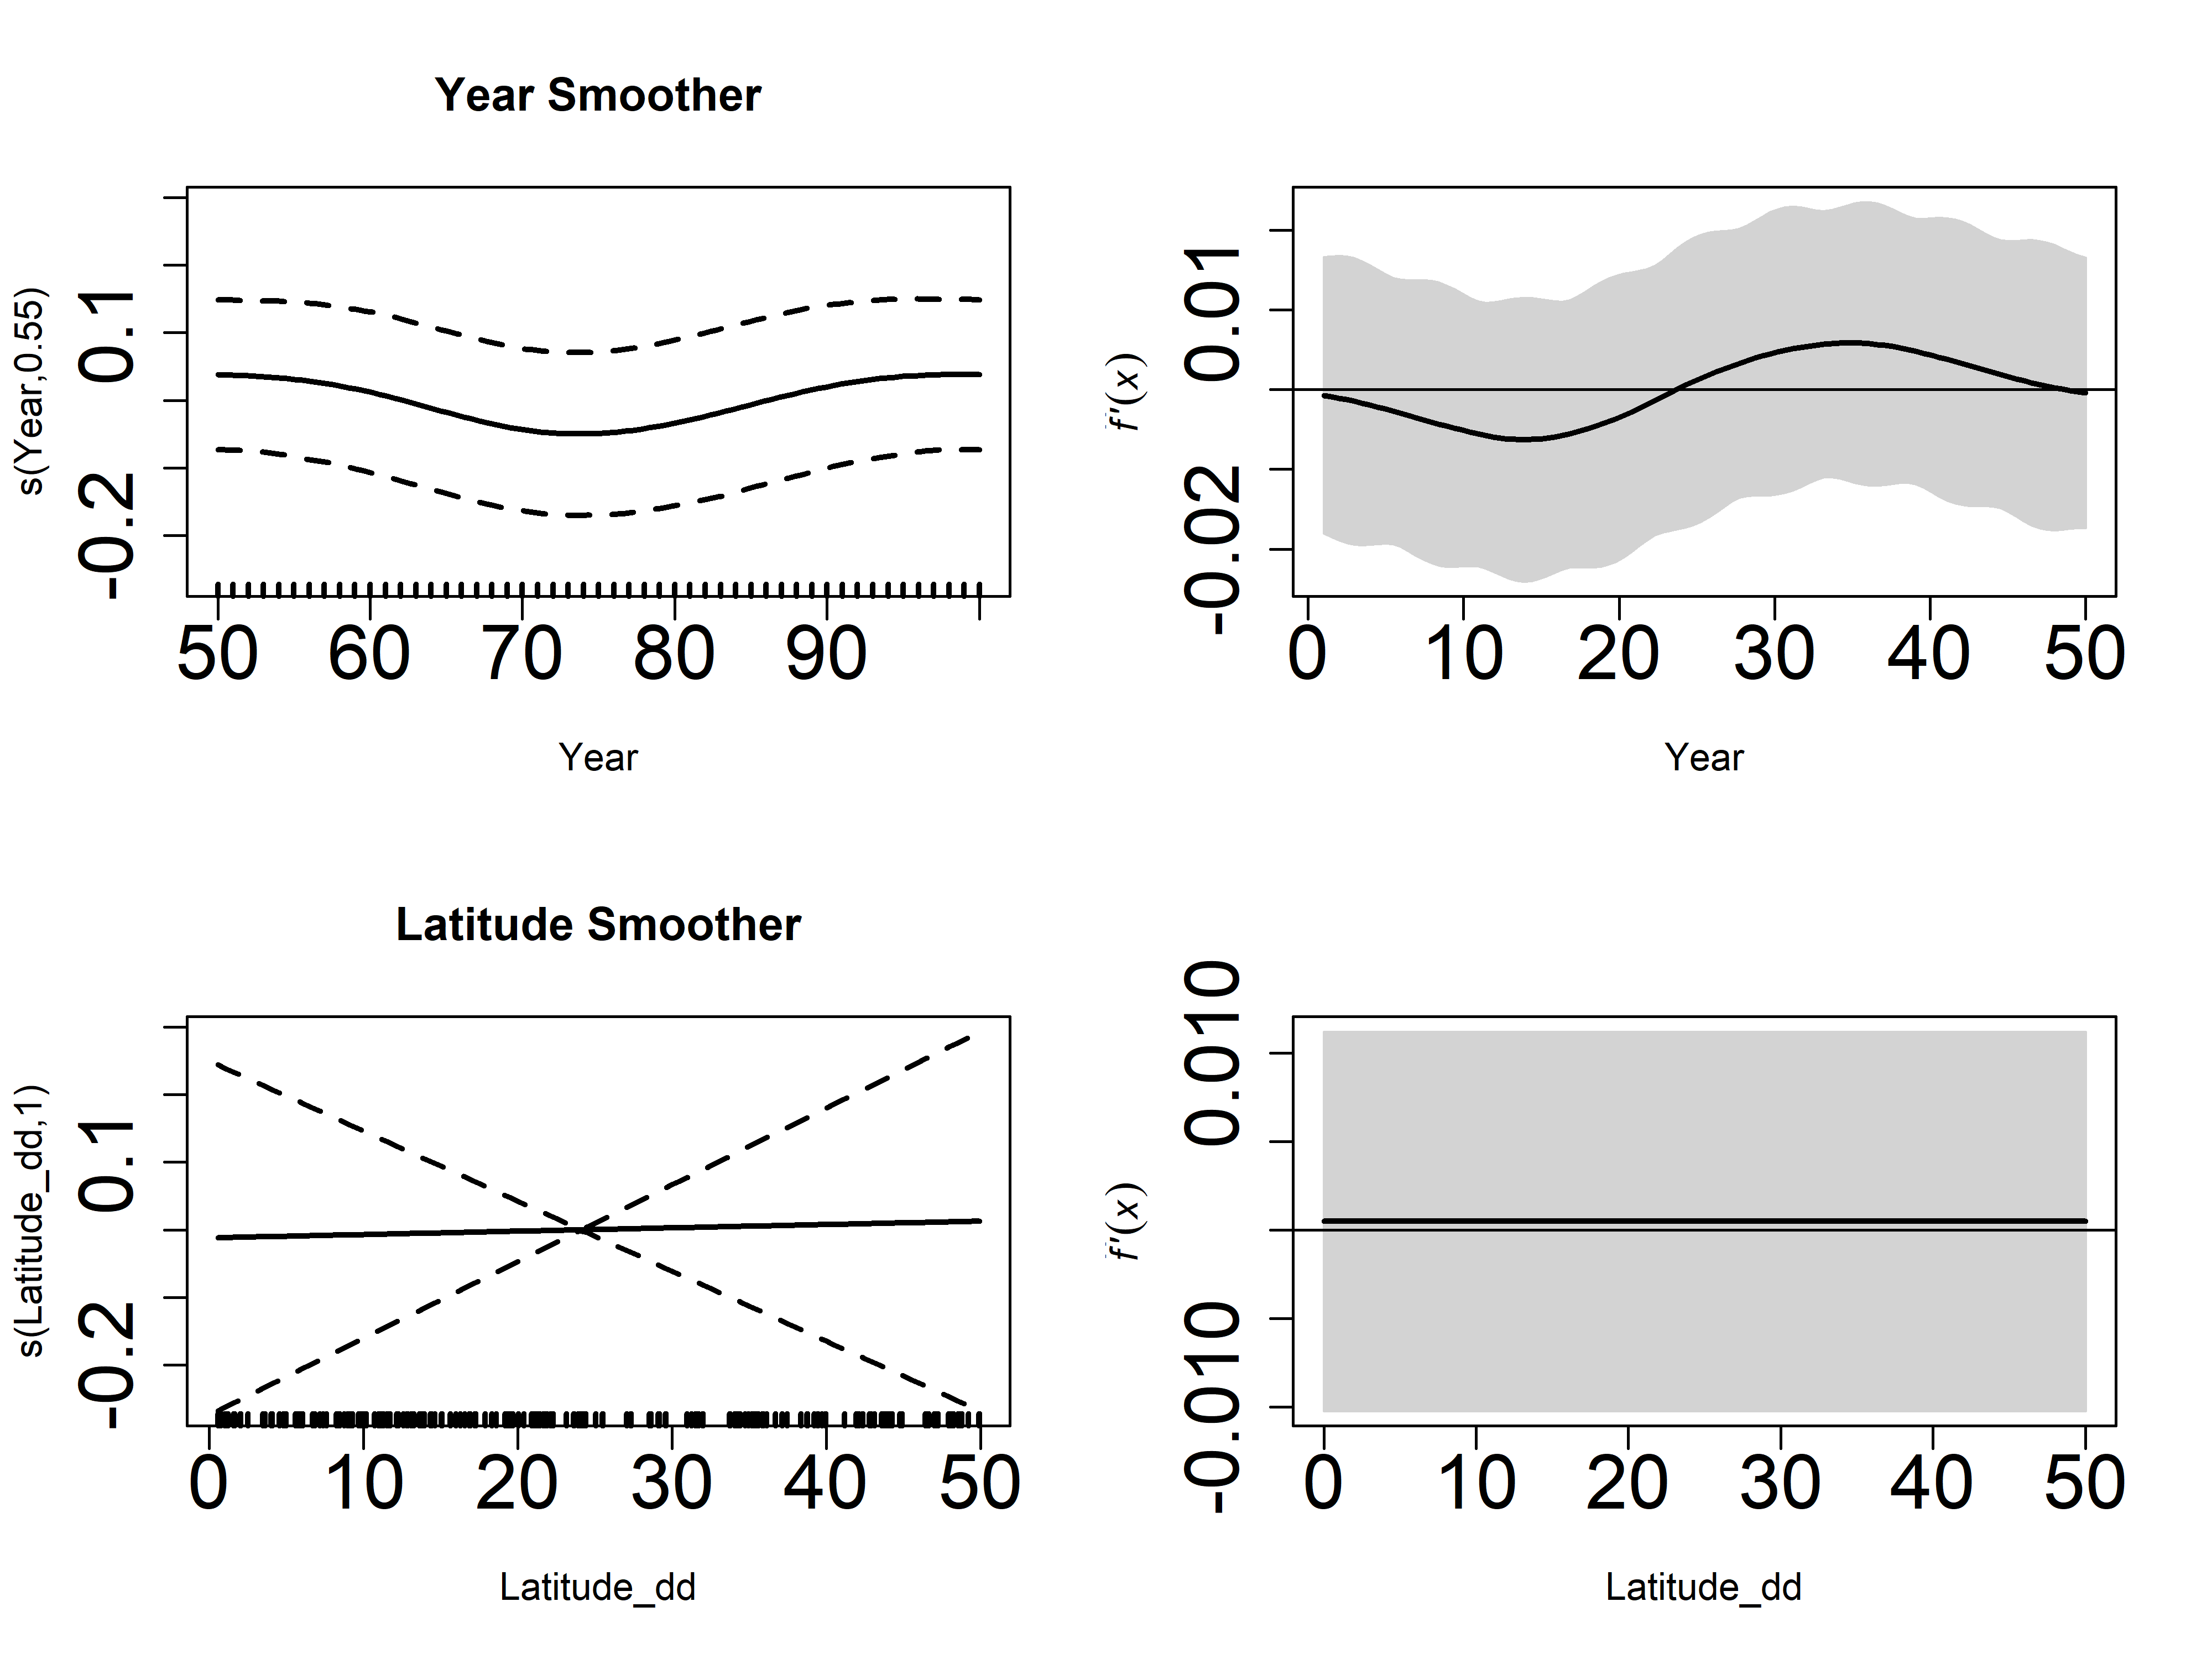 Year Smoother
s(Year,0.55)
-0.2 0.1
50 60 70 80 90
Year
f'(x)
-0.02 0.01
0 10 20 30 40 50
Year
Latitude Smoother
s(Latitude_dd,1)
-0.2 0.1
0 10 20 30 40 50
Latitude_dd
f'(x)
-0.010 0.010
0 10 20 30 40 50
Latitude_dd